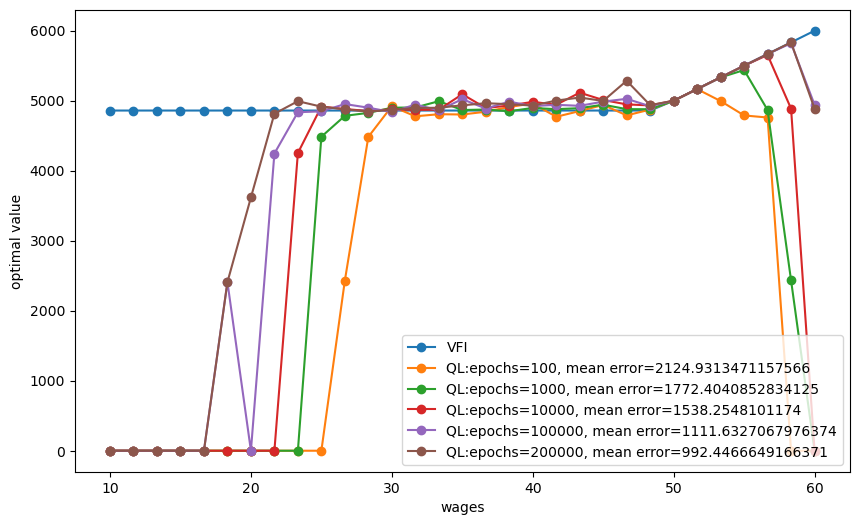 6000
5000
4000
3000
2000
1000
0
optimal value
10
20
30
40
50
60
wages
VFI
QL:epochs=100, mean error=2124.9313471157566
QL:epochs=1000, mean error=1772.4040852834125
QL:epochs=10000, mean error=1538.2548101174
QL:epochs=100000, mean error=1111.6327067976374
QL:epochs=200000, mean error=992.4466649166371